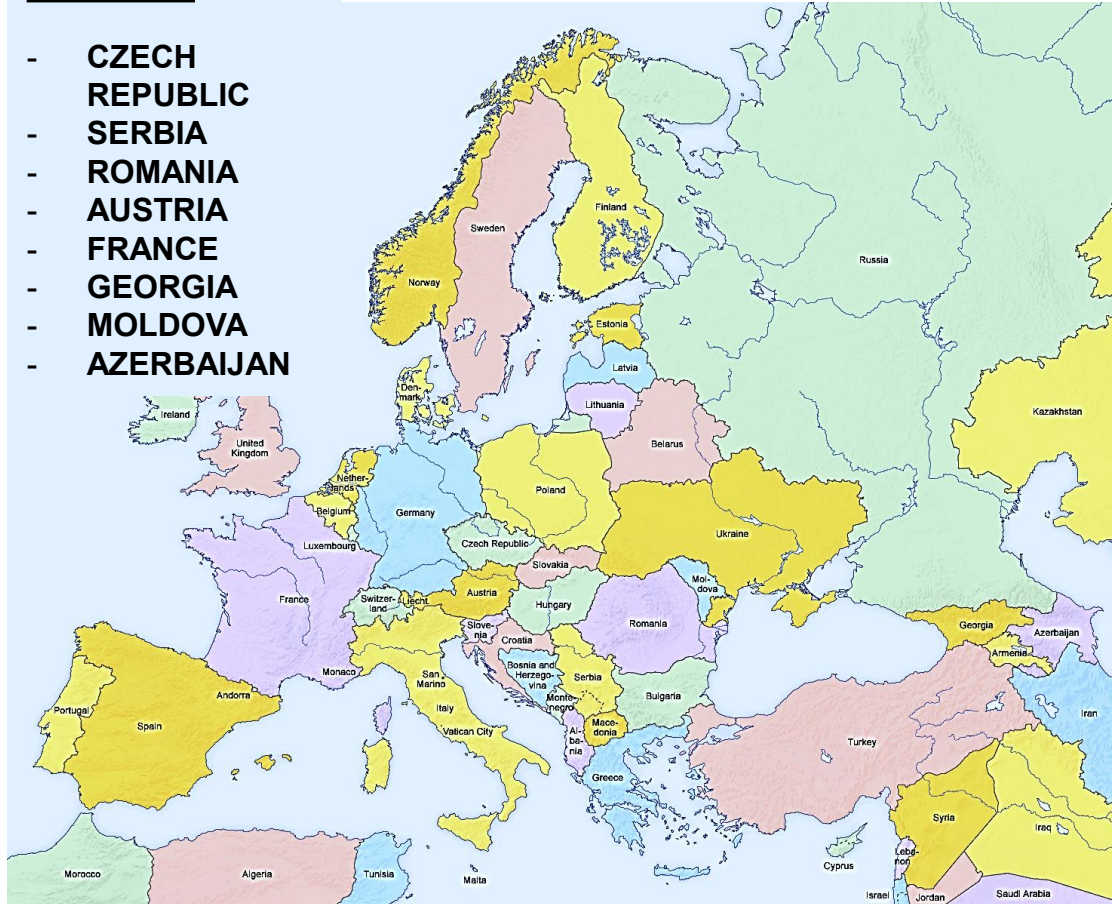 - CZECH
REPUBLIC
- SERBIA
- ROMANIA
- AUSTRIA
- FRANCE
- GEORGIA
- MOLDOVA
- AZERBAIJAN
Finland
Sweden
Russia
Norway
Estonia
Latvia
Den-
mark
Lithuania
Ireland
Kazakhstan
United
Kingdom
Belarus
Nether-
lands
Poland
Belgium
Germany
Ukraine
Luxembourg
Czech Republic
Slovakia
Mol-
dova
Austria
France
Switzer-
land
Liecht.
Hungary
Romania
Georgia
Slove-
nia
Croatia
Azerbaijan
Armenia
Monaco
San
Marino
Bosnia and
Herzego-
vina
Serbia
Andorra
Bulgaria
Portugal
Spain
Italy
Monte-
negro
Mace-
donia
Iran
Vatican City
Al-
ba-
nia
Turkey
Greece
Syria
Iraq
Leba-
non
Cyprus
Morocco
Algeria
Tunisia
Malta
Israel
Jordan
Saudi Arabia